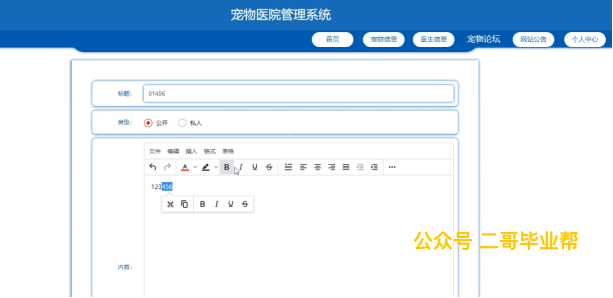 宠物医院管理系统
首页 宠物信息 医生信息 宠物论坛 网站公告 个人中心
标题: 01456
类型: 公开 私人
文件 编辑 插入 格式 表格
A B I U S
123456
B I U S
公众号 二哥毕业帮
内容: